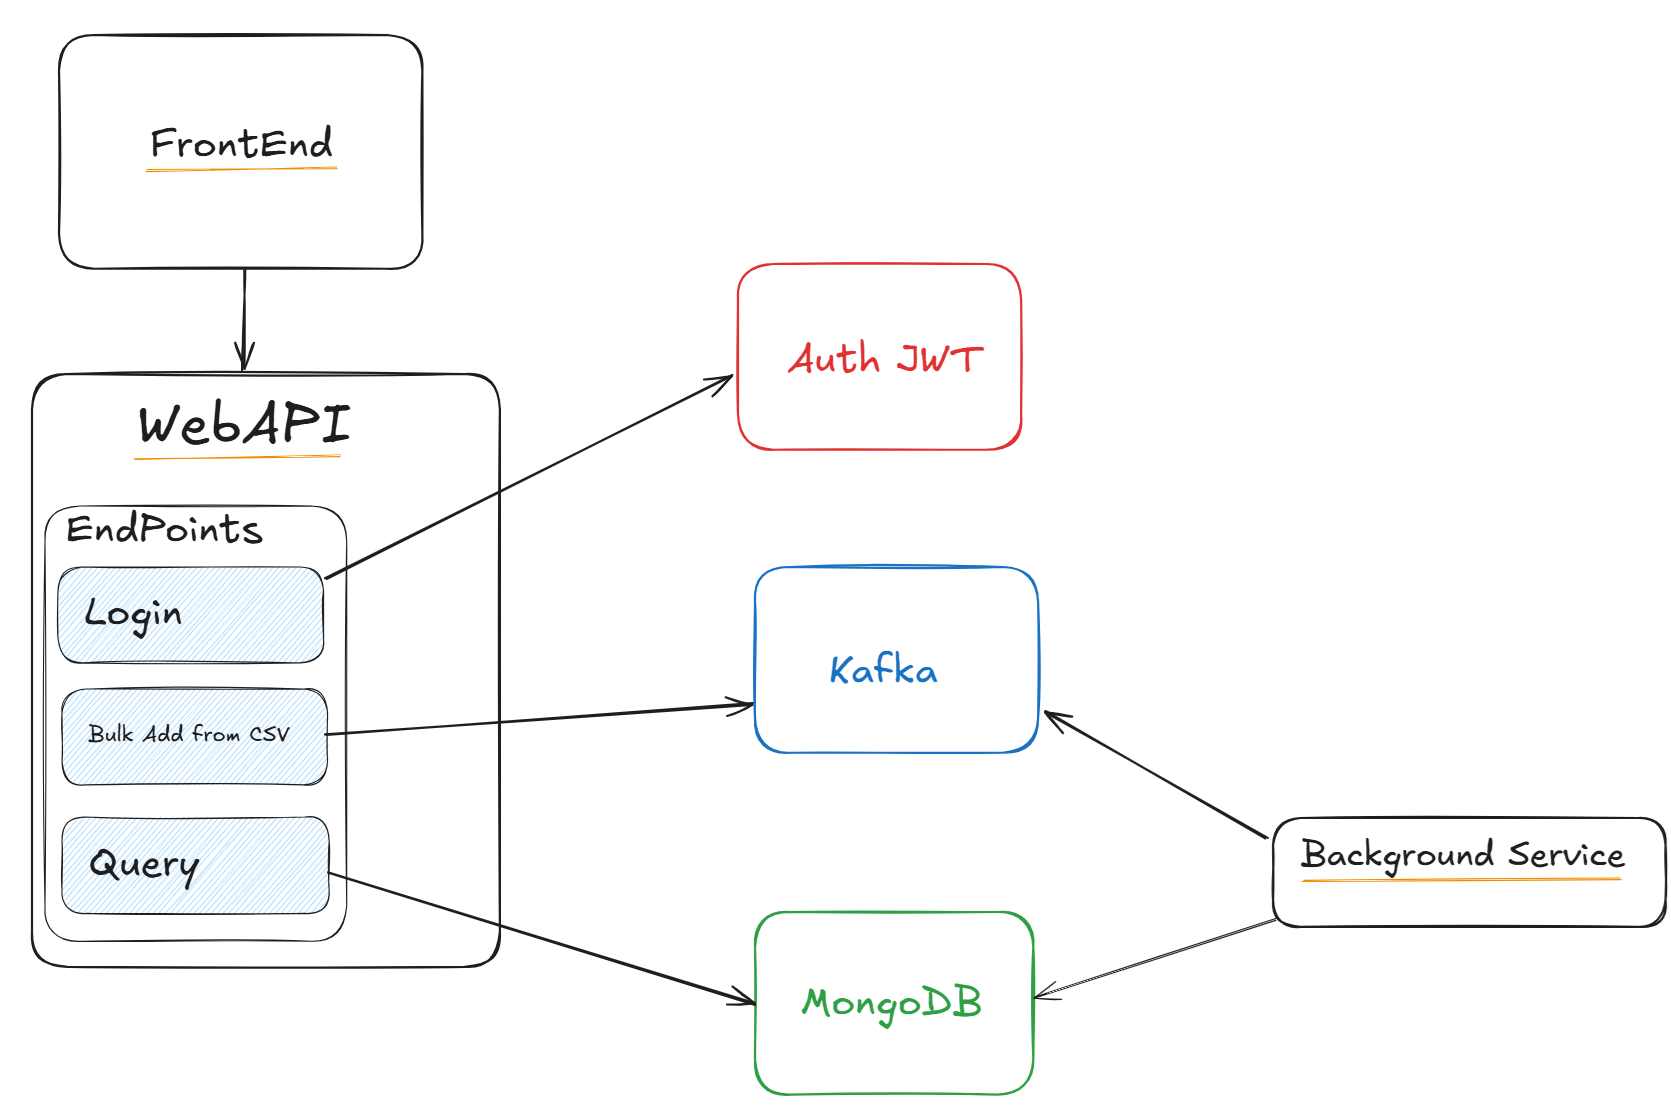 FrontEnd
WebAPI
EndPoints
Login
Bulk Add from CSV
Query
Auth JWT
Kafka
MongoDB
Background Service